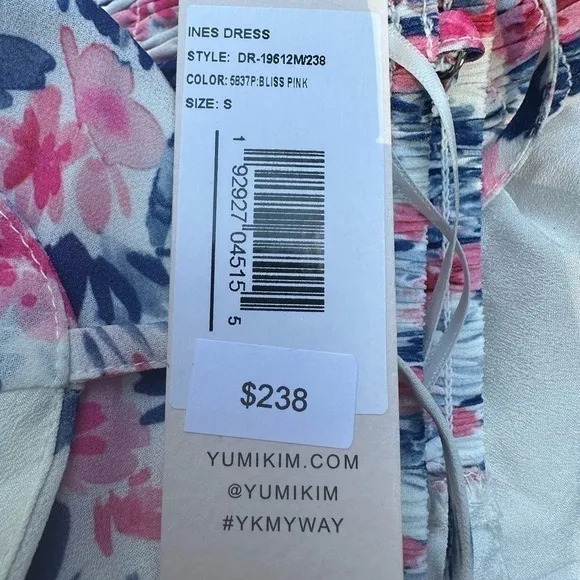 INES DRESS
STYLE: DR-19612M/238
COLOR: 5837P:BLISS PINK
SIZE: S
1 92927 04515 5
$238
YUMIKIM.COM
@YUMIKIM
#YKMYWAY